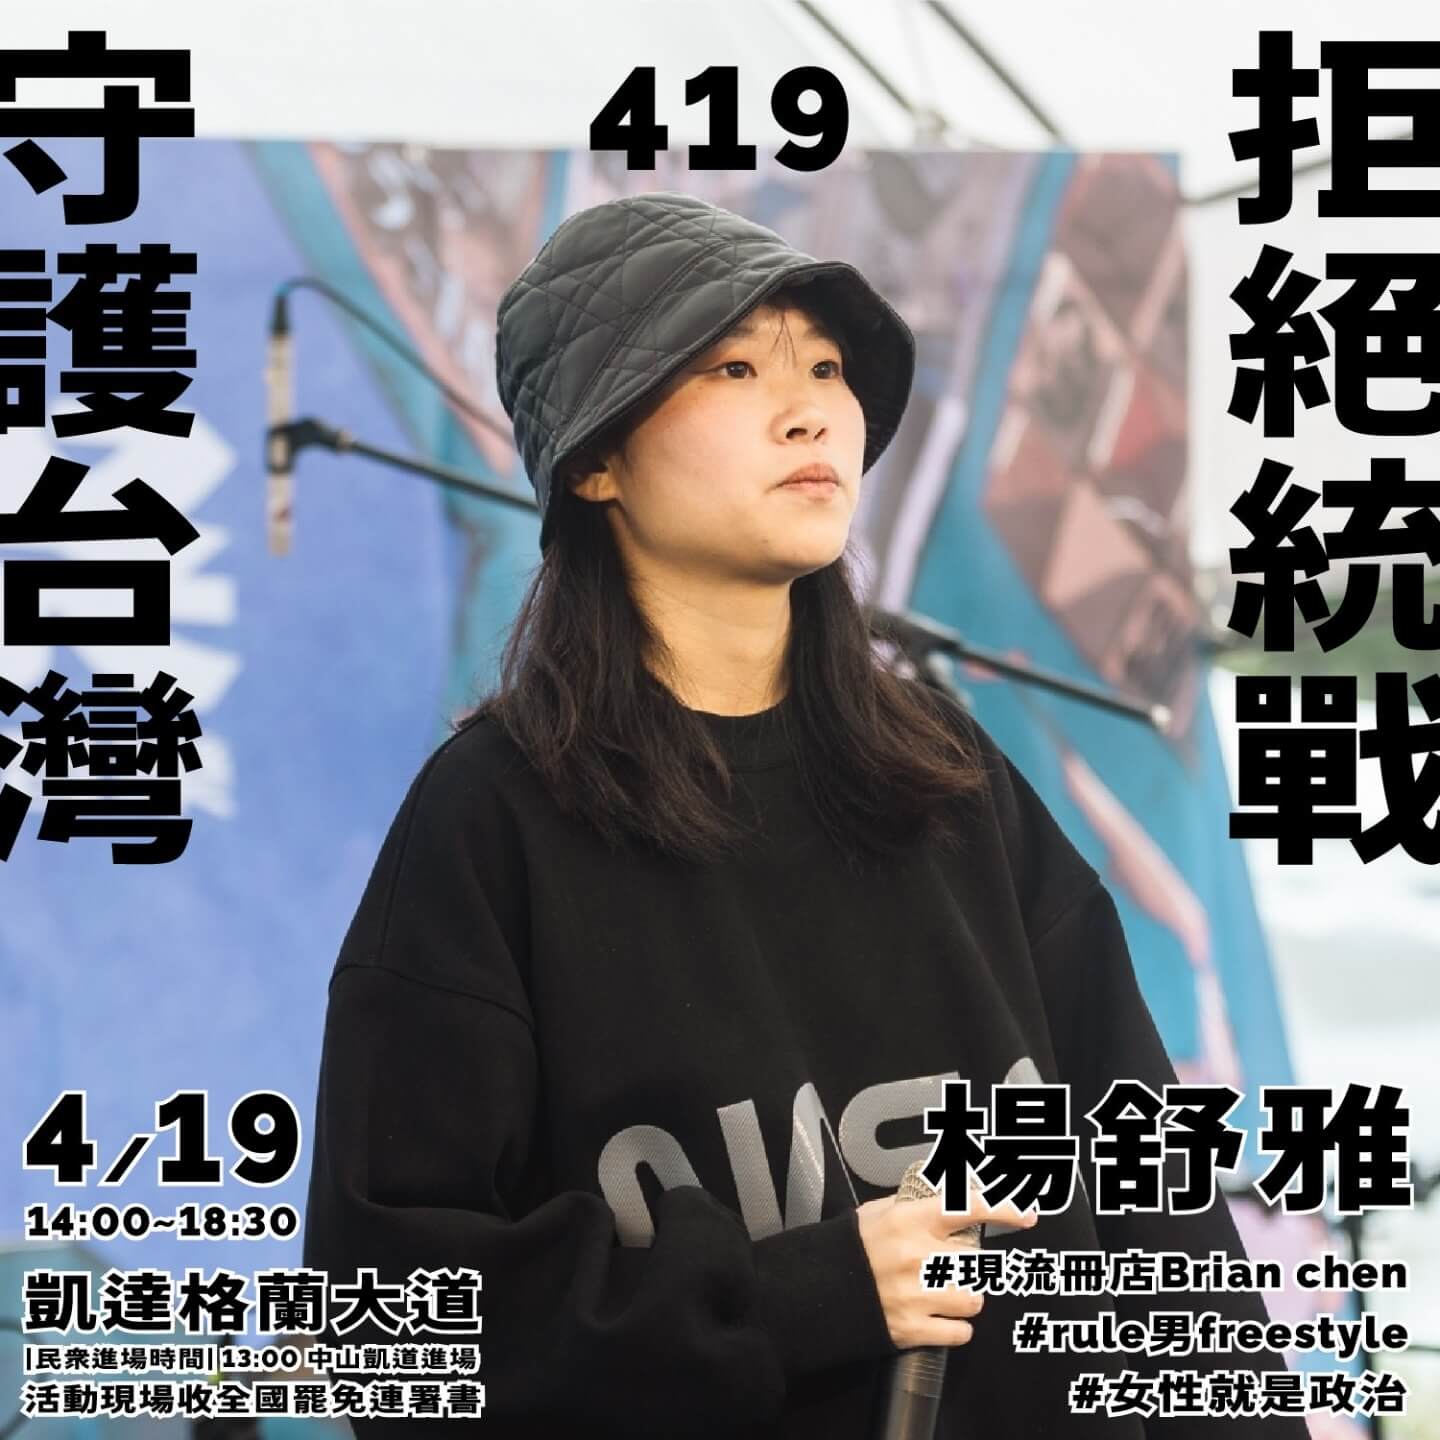 419
拒絕統戰
守護台灣
4/19
14:00~18:30
凱達格蘭大道
|民衆進場時間| 13:00 中山凱道進場
活動現場收全國罷免連署書
楊舒雅
#現流冊店Brian chen
#rule男freestyle
#女性就是政治